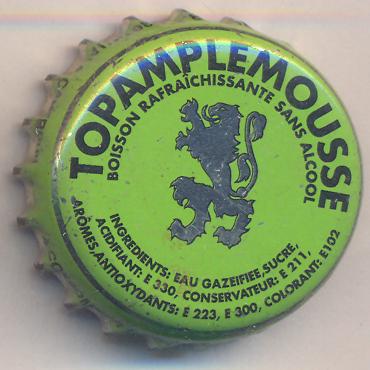 TOPAMPLEMOUSSE
BOISSON RAFRAÎCHISSANTE SANS ALCOOL
INGREDIENTS: EAU GAZEIFIEE, SUCRE,
ACIDIFIANT: E 330, CONSERVATEUR: E 211,
ARÔMES, ANTIOXYDANTS: E 223, E 300, COLORANT: E102